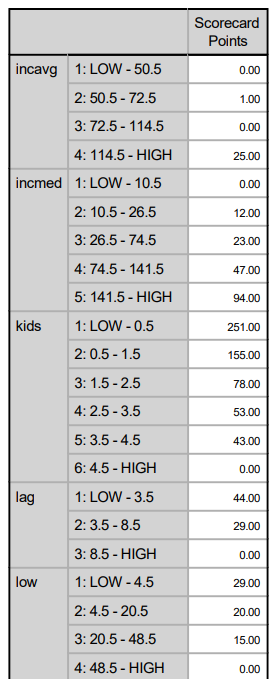 Scorecard
Points
incavg 1: LOW - 50.5 0.00
2: 50.5 - 72.5 1.00
3: 72.5 - 114.5 0.00
4: 114.5 - HIGH 25.00
incmed 1: LOW - 10.5 0.00
2: 10.5 - 26.5 12.00
3: 26.5 - 74.5 23.00
4: 74.5 - 141.5 47.00
5: 141.5 - HIGH 94.00
kids 1: LOW - 0.5 251.00
2: 0.5 - 1.5 155.00
3: 1.5 - 2.5 78.00
4: 2.5 - 3.5 53.00
5: 3.5 - 4.5 43.00
6: 4.5 - HIGH 0.00
lag 1: LOW - 3.5 44.00
2: 3.5 - 8.5 29.00
3: 8.5 - HIGH 0.00
low 1: LOW - 4.5 29.00
2: 4.5 - 20.5 20.00
3: 20.5 - 48.5 15.00
4: 48.5 - HIGH 0.00